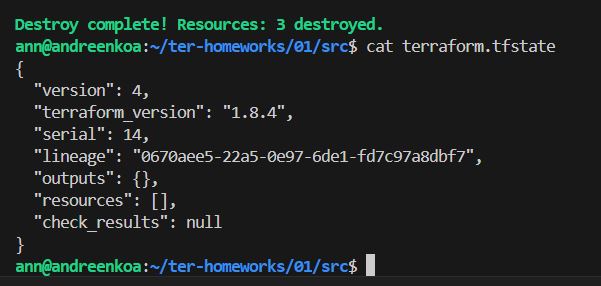 Destroy complete! Resources: 3 destroyed.
ann@andreenkoa:~/ter-homeworks/01/src$ cat terraform.tfstate
{
  "version": 4,
  "terraform_version": "1.8.4",
  "serial": 14,
  "lineage": "0670aee5-22a5-0e97-6de1-fd7c97a8dbf7",
  "outputs": {},
  "resources": [],
  "check_results": null
}
ann@andreenkoa:~/ter-homeworks/01/src$